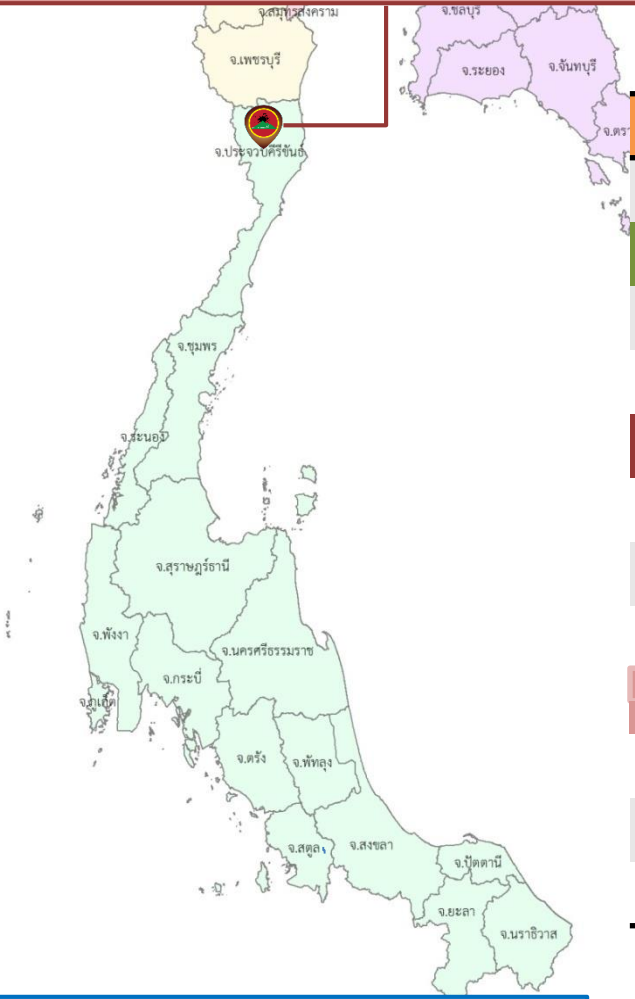 จ.สมุทรสงคราม
จ.ชลบุรี
จ.เพชรบุรี
จ.ระยอง
จ.จันทบุรี
จ.ตรา
จ.ประจวบคีรีขันธ์
จ.ชุมพร
จ.ระนอง
จ.สุราษฎร์ธานี
จ.พังงา
จ.นครศรีธรรมราช
จ.กระบี่
จ.ภูเก็ต
จ.ตรัง
จ.พัทลุง
จ.สตูล
จ.สงขลา
จ.ปัตตานี
จ.ยะลา
จ.นราธิวาส